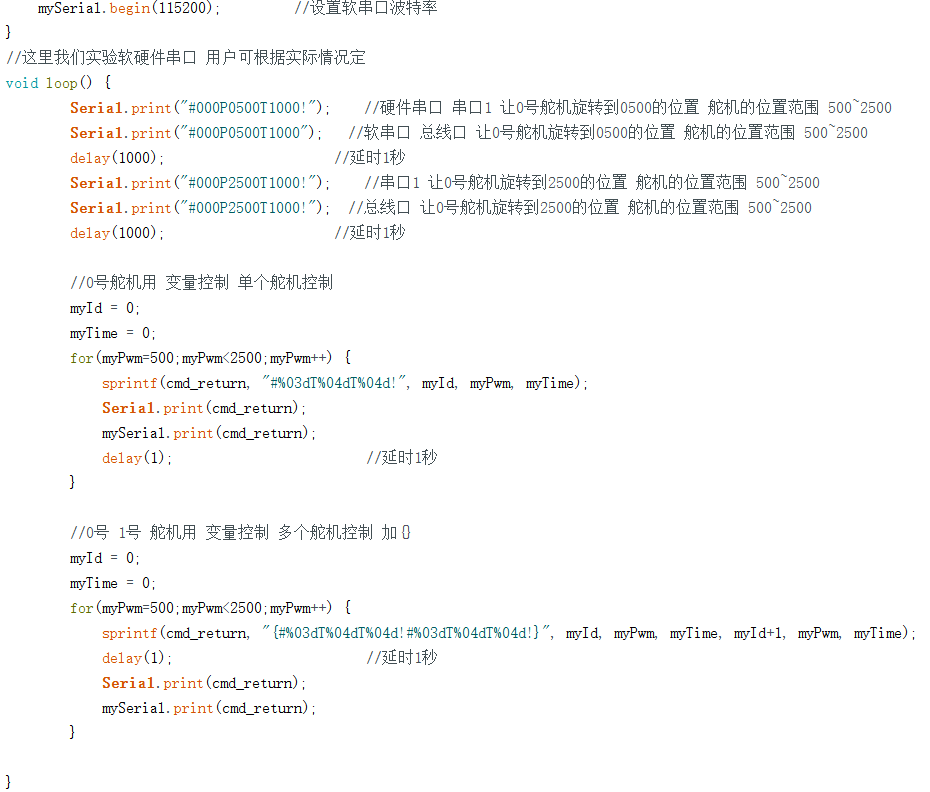 mySerial.begin(115200); //设置软串口波特率
}
//这里我们实验软硬件串口 用户可根据实际情况定
void loop() {
Serial.print("#000P0500T1000!"); //硬件串口 串口1 让0号舵机旋转到0500的位置 舵机的位置范围 500~2500
Serial.print("#000P0500T1000"); //软串口 总线口 让0号舵机旋转到0500的位置 舵机的位置范围 500~2500
delay(1000); //延时1秒
Serial.print("#000P2500T1000!"); //串口1 让0号舵机旋转到2500的位置 舵机的位置范围 500~2500
Serial.print("#000P2500T1000!"); //总线口 让0号舵机旋转到2500的位置 舵机的位置范围 500~2500
delay(1000); //延时1秒
//0号舵机用 变量控制 单个舵机控制
myId = 0;
myTime = 0;
for(myPwm=500;myPwm<2500;myPwm++) {
sprintf(cmd_return, "#%03dT%04dT%04d!", myId, myPwm, myTime);
Serial.print(cmd_return);
mySerial.print(cmd_return);
delay(1); //延时1秒
}
//0号 1号 舵机用 变量控制 多个舵机控制 加{}
myId = 0;
myTime = 0;
for(myPwm=500;myPwm<2500;myPwm++) {
sprintf(cmd_return, "{#%03dT%04dT%04d!#%03dT%04dT%04d!}", myId, myPwm, myTime, myId+1, myPwm, myTime);
delay(1); //延时1秒
Serial.print(cmd_return);
mySerial.print(cmd_return);
}
}